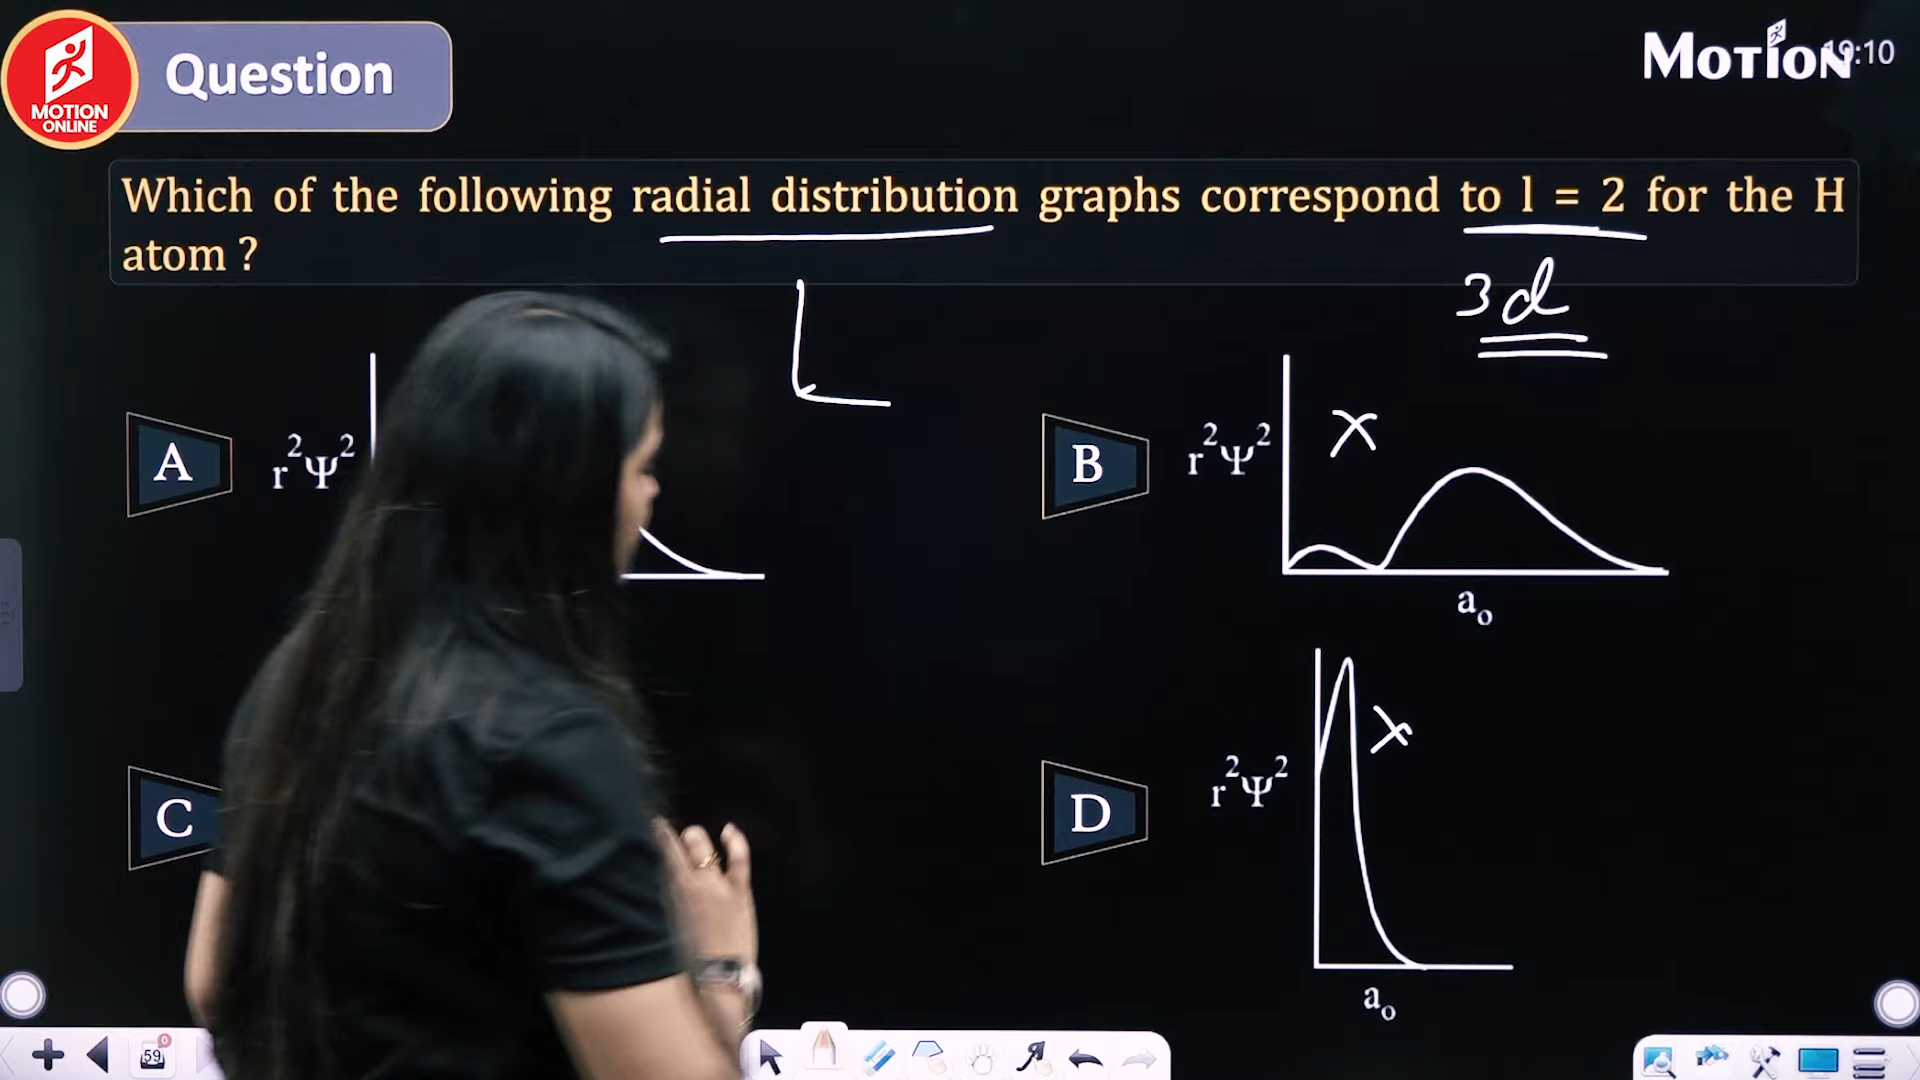 MOTION
ONLINE
Question
MOTION
19:10
Which of the following radial distribution graphs correspond to l = 2 for the H
atom ?
3d
A
r²Ψ²
B
r²Ψ²
X
a₀
C
D
r²Ψ²
X
a₀
59
0